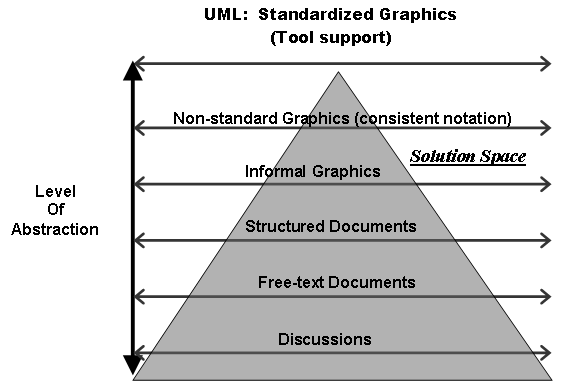 UML:  Standardized Graphics
(Tool support)
Non-standard Graphics (consistent notation)
Solution Space
Informal Graphics
Level
Of
Abstraction
Structured Documents
Free-text Documents
Discussions